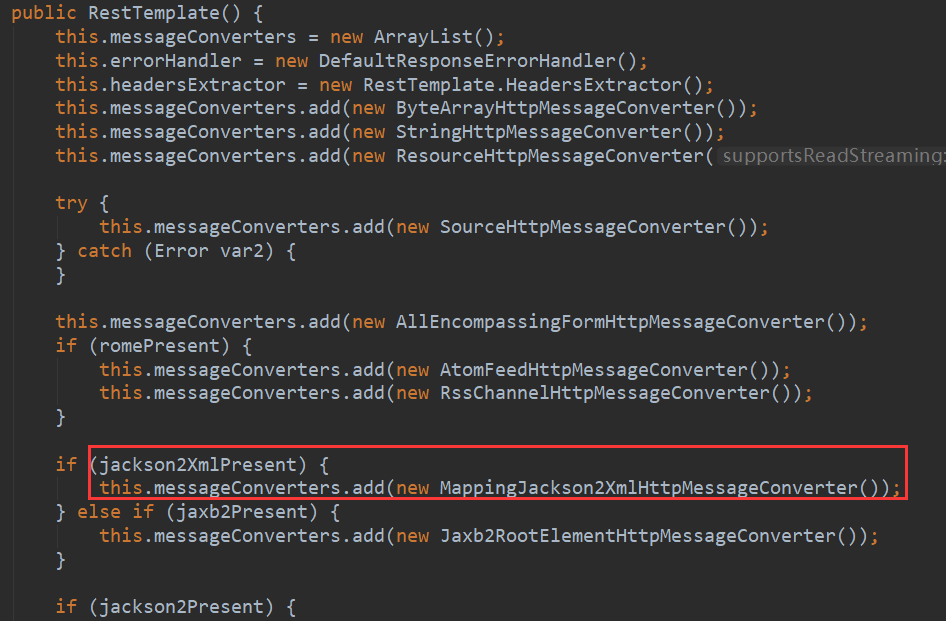 public RestTemplate() {
this.messageConverters = new ArrayList();
this.errorHandler = new DefaultResponseErrorHandler();
this.headersExtractor = new RestTemplate.HeadersExtractor();
this.messageConverters.add(new ByteArrayHttpMessageConverter());
this.messageConverters.add(new StringHttpMessageConverter());
this.messageConverters.add(new ResourceHttpMessageConverter( supportsReadStreaming:
try {
this.messageConverters.add(new SourceHttpMessageConverter());
} catch (Error var2) {
}
this.messageConverters.add(new AllEncompassingFormHttpMessageConverter());
if (romePresent) {
this.messageConverters.add(new AtomFeedHttpMessageConverter());
this.messageConverters.add(new RssChannelHttpMessageConverter());
}
if (jackson2XmlPresent) {
this.messageConverters.add(new MappingJackson2XmlHttpMessageConverter());
} else if (jaxb2Present) {
this.messageConverters.add(new Jaxb2RootElementHttpMessageConverter());
}
if (jackson2Present) {